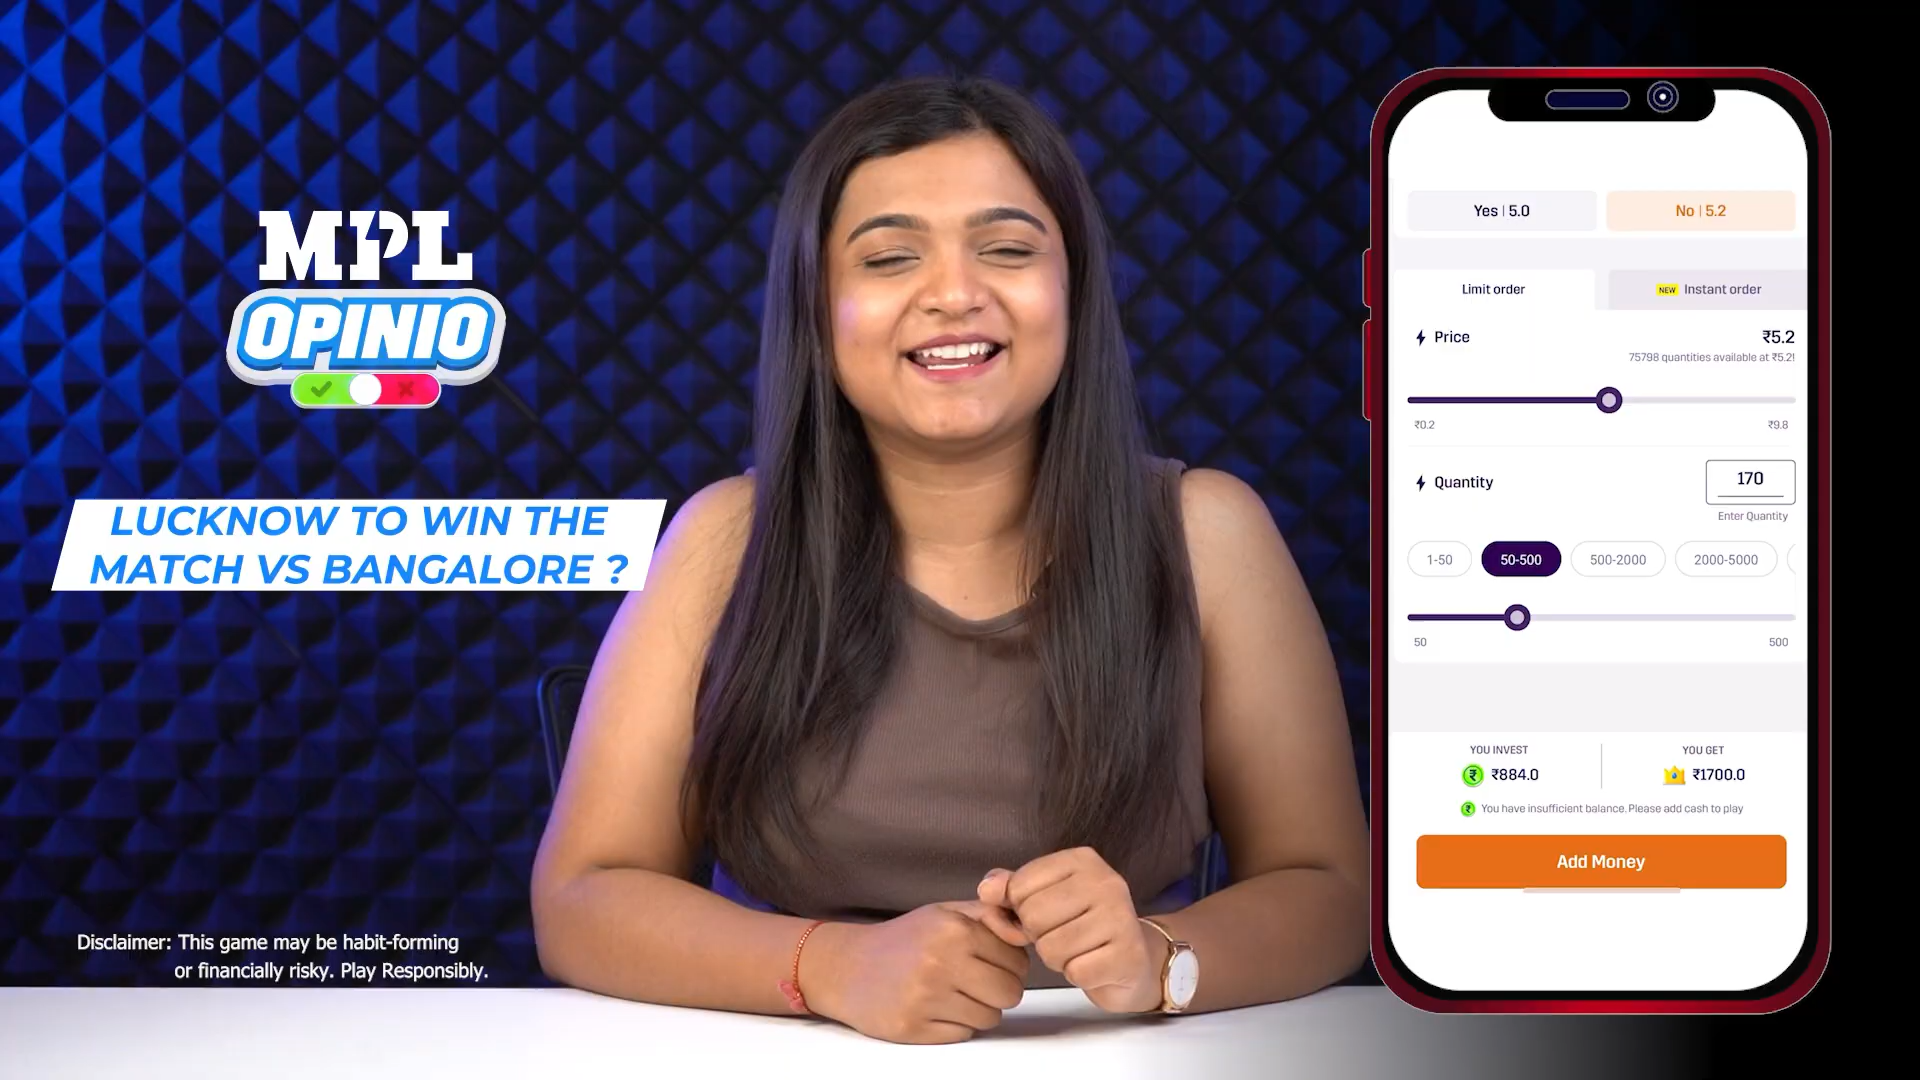 MPL
OPINIO
LUCKNOW TO WIN THE
MATCH VS BANGALORE ?
Disclaimer: This game may be habit-forming
or financially risky. Play Responsibly.
Yes | 5.0
No | 5.2
Limit order
NEW Instant order
Price
₹5.2
75798 quantities available at ₹5.2!
₹0.2
₹9.8
Quantity
170
Enter Quantity
1-50
50-500
500-2000
2000-5000
50
500
YOU INVEST
₹884.0
YOU GET
₹1700.0
You have insufficient balance. Please add cash to play
Add Money